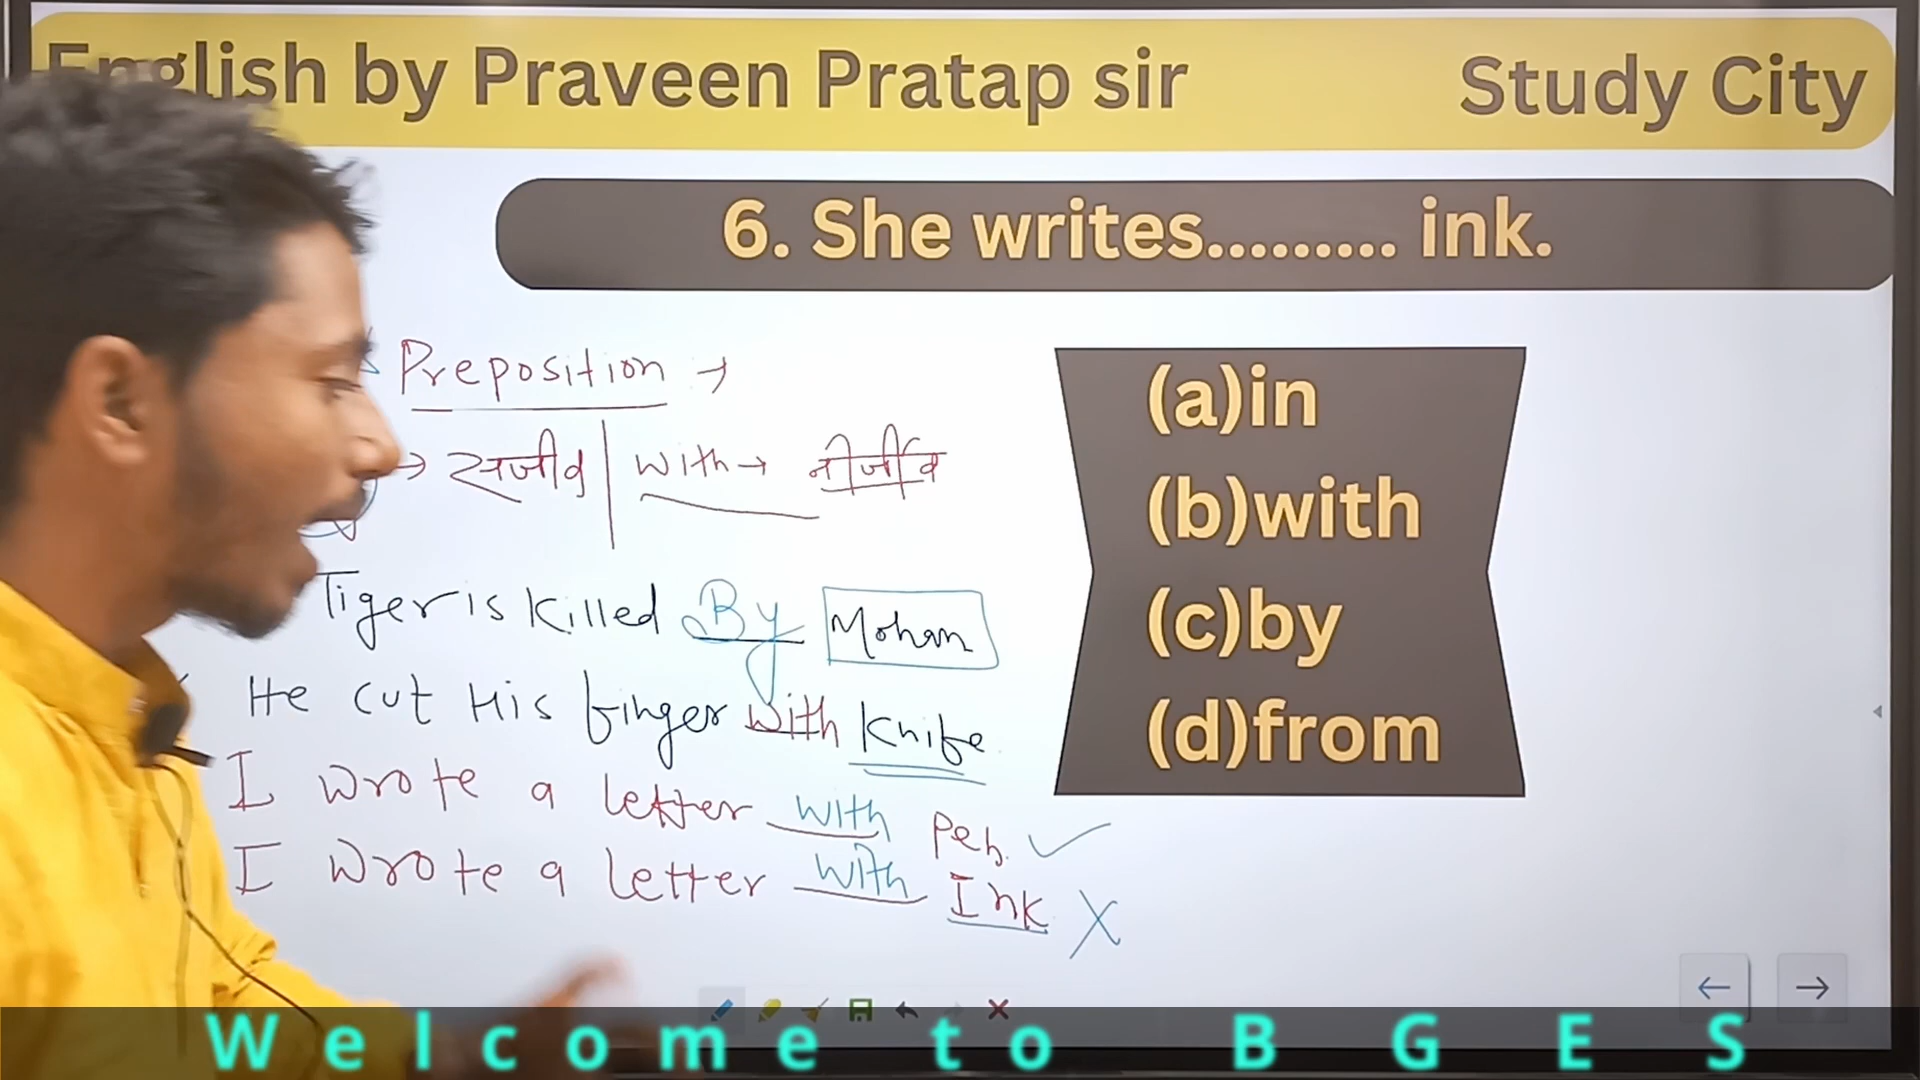 English by Praveen Pratap sir Study City
6. She writes......... ink.
Preposition →
→ सजीव | with → नीर्जीव
Tiger is killed By Mohan
He cut His finger with knife
I wrote a letter with Pen. ✓
I wrote a letter with Ink X
(a)in
(b)with
(c)by
(d)from
Welcome to BGES